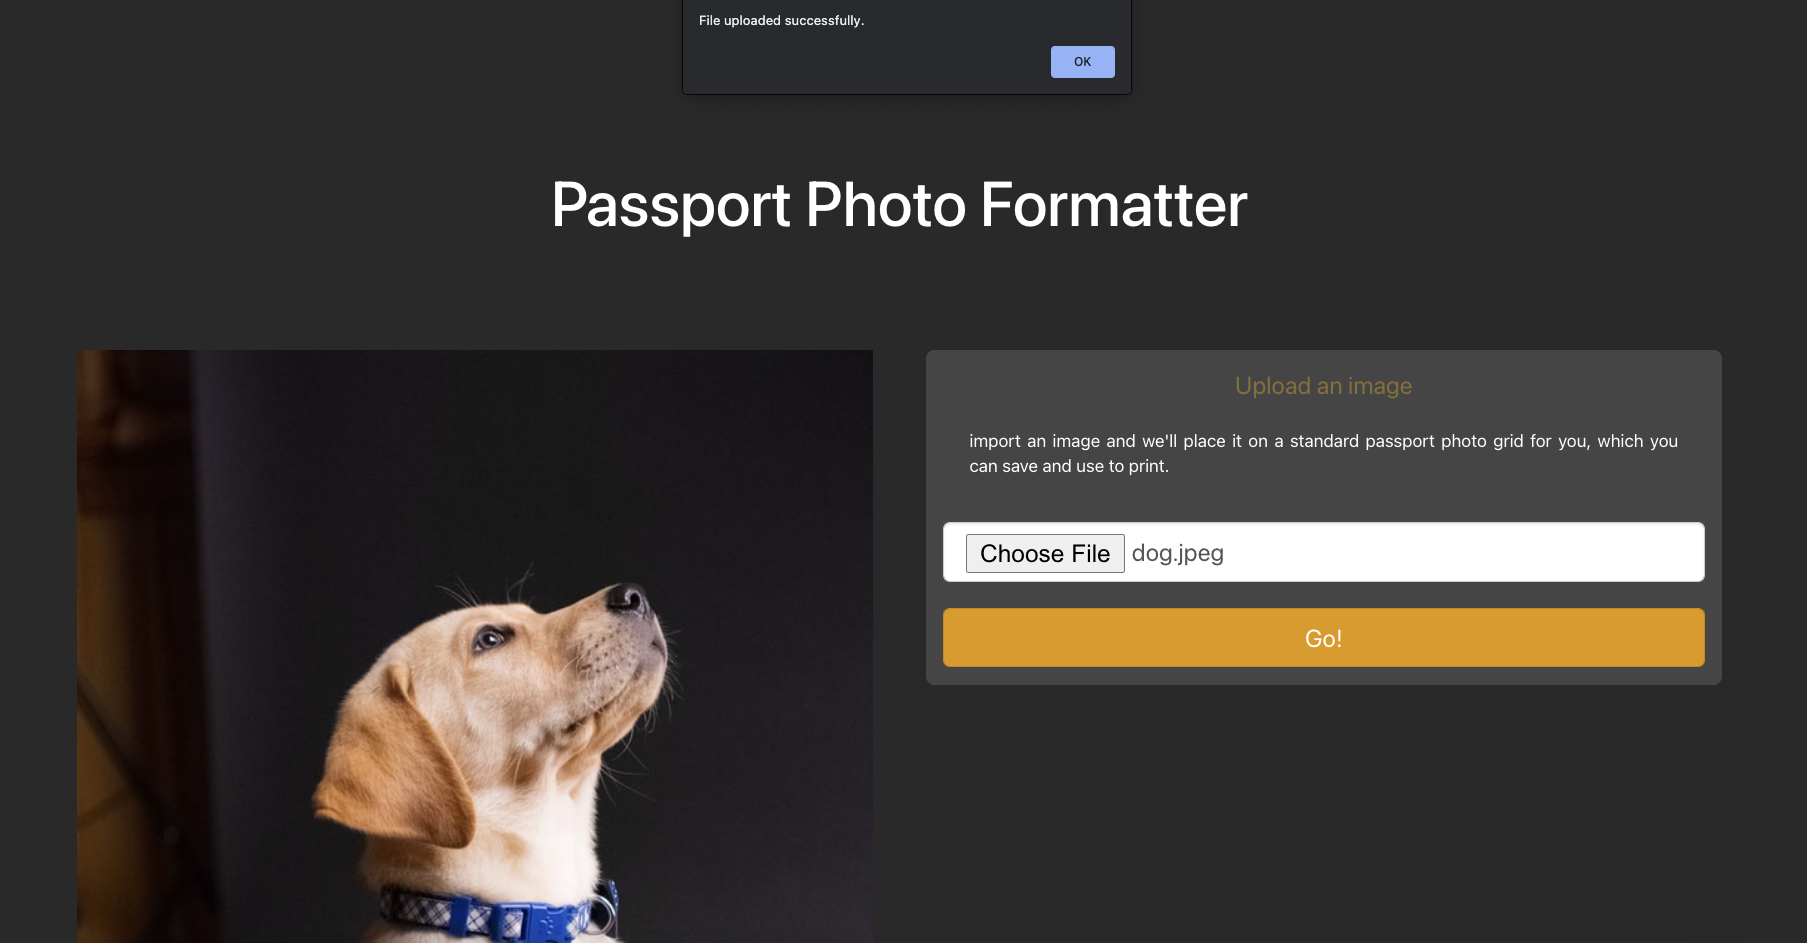 File uploaded successfully.
OK
Passport Photo Formatter
Upload an image
import an image and we'll place it on a standard passport photo grid for you, which you
can save and use to print.
Choose File dog.jpeg
Go!